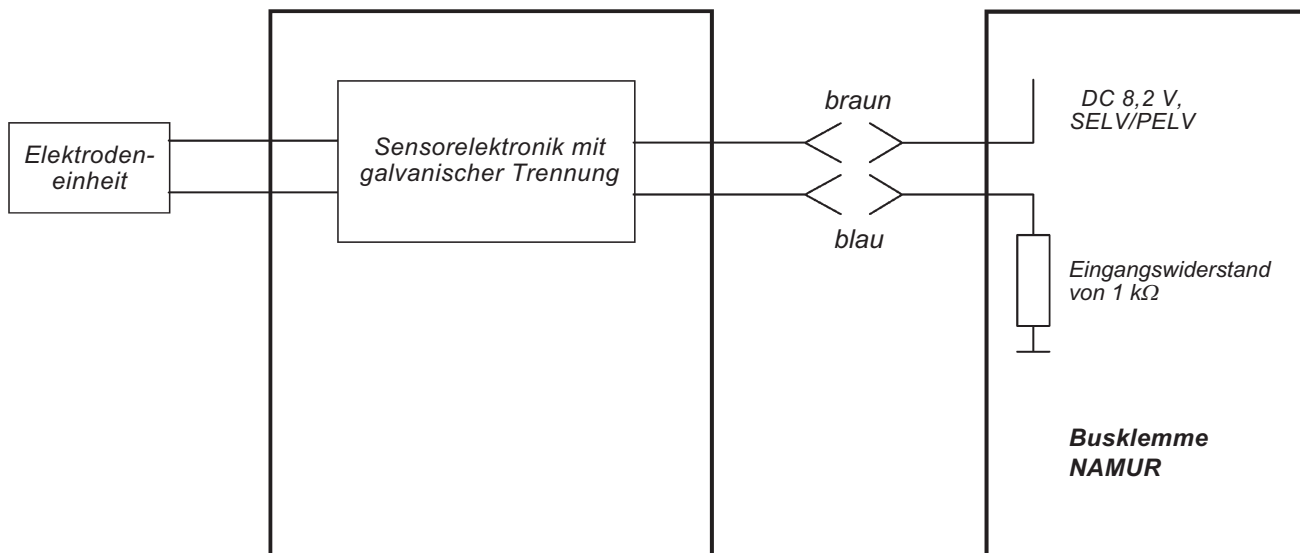 Elektroden-
einheit
Sensorelektronik mit
galvanischer Trennung
braun
blau
DC 8,2 V,
SELV/PELV
Eingangswiderstand
von 1 kΩ
Busklemme
NAMUR